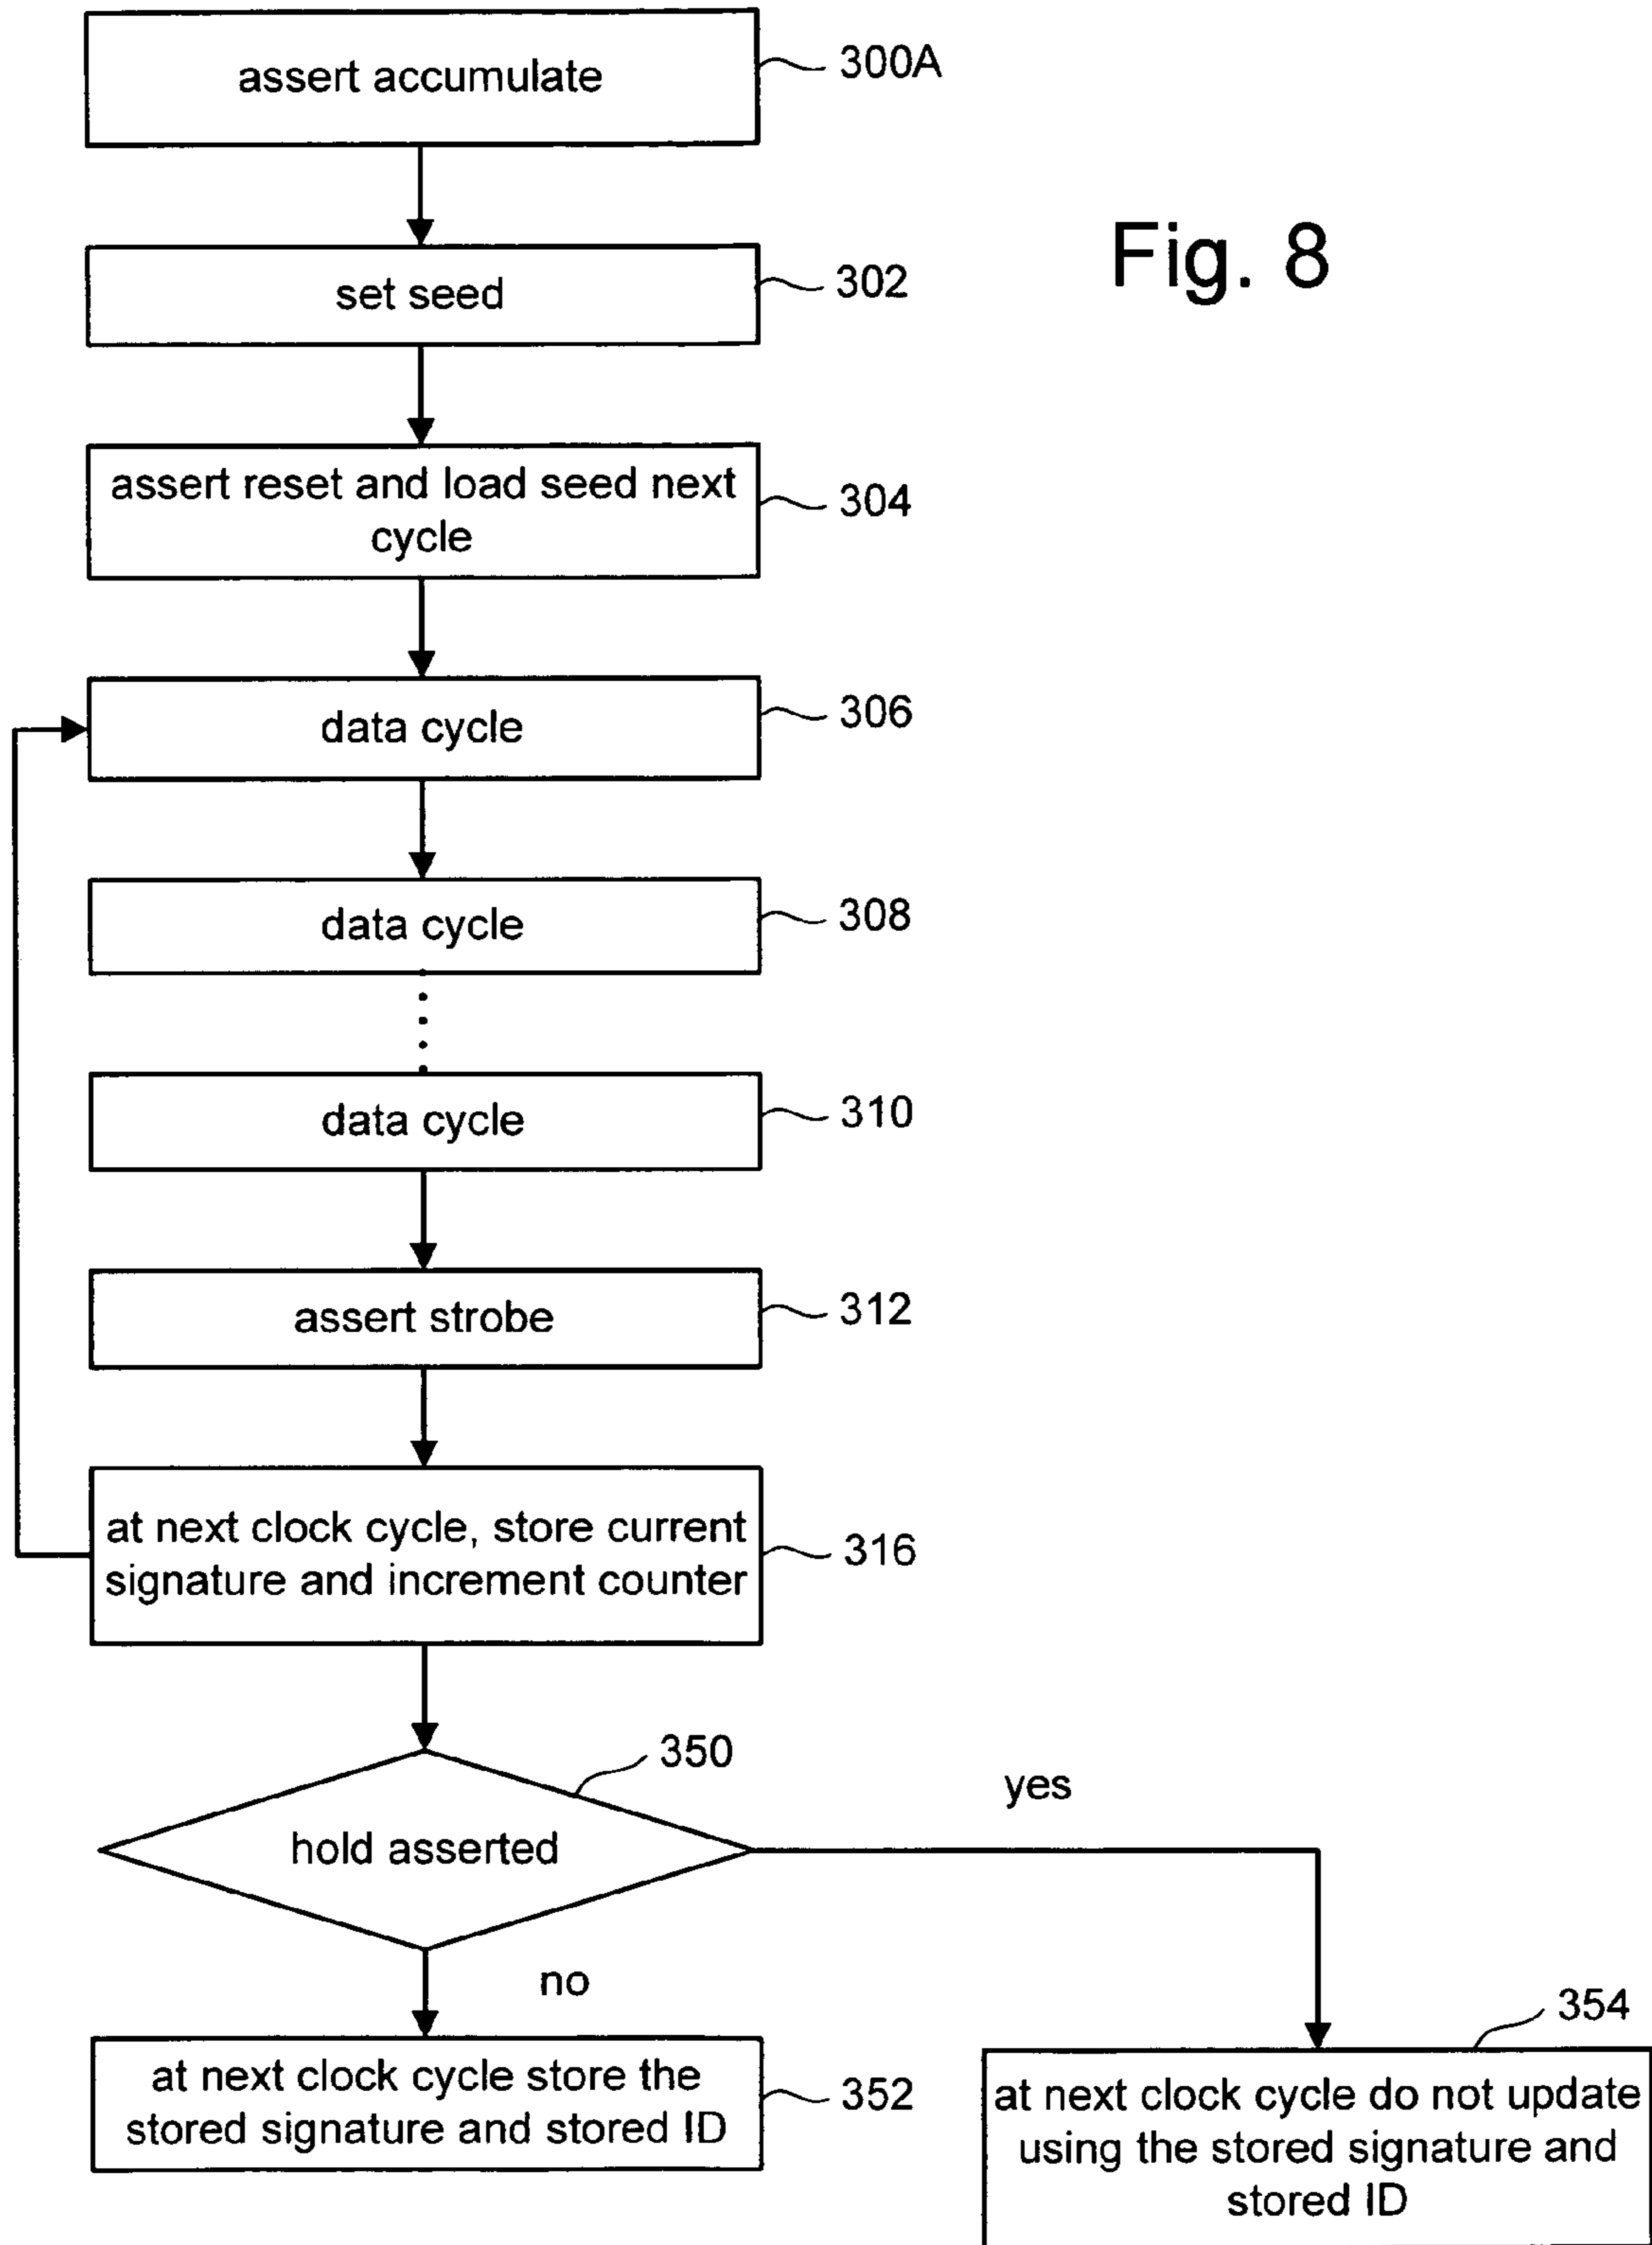 assert accumulate
300A
Fig. 8
set seed
302
assert reset and load seed next
cycle
304
data cycle
306
data cycle
308
data cycle
310
assert strobe
312
at next clock cycle, store current
signature and increment counter
316
350
hold asserted
yes
no
at next clock cycle store the
stored signature and stored ID
352
354
at next clock cycle do not update
using the stored signature and
stored ID